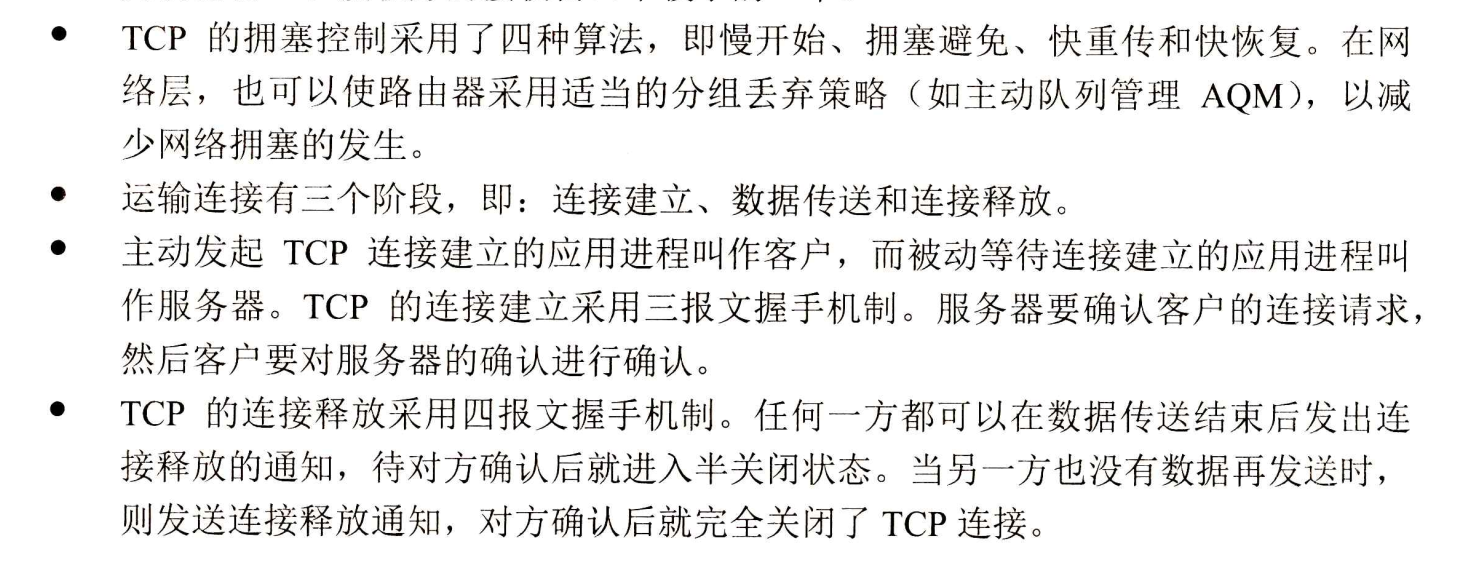 ● TCP 的拥塞控制采用了四种算法，即慢开始、拥塞避免、快重传和快恢复。在网
络层，也可以使路由器采用适当的分组丢弃策略（如主动队列管理 AQM），以减
少网络拥塞的发生。
● 运输连接有三个阶段，即：连接建立、数据传送和连接释放。
● 主动发起 TCP 连接建立的应用进程叫作客户，而被动等待连接建立的应用进程叫
作服务器。TCP 的连接建立采用三报文握手机制。服务器要确认客户的连接请求，
然后客户要对服务器的确认进行确认。
● TCP 的连接释放采用四报文握手机制。任何一方都可以在数据传送结束后发出连
接释放的通知，待对方确认后就进入半关闭状态。当另一方也没有数据再发送时，
则发送连接释放通知，对方确认后就完全关闭了 TCP 连接。